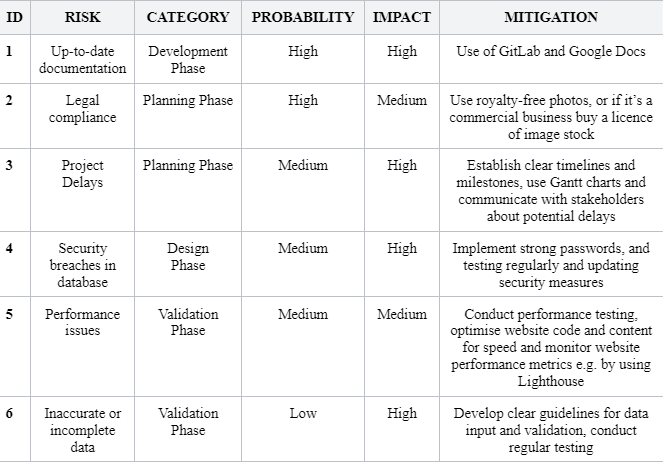 ID RISK CATEGORY PROBABILITY IMPACT MITIGATION
1 Up-to-date documentation Development Phase High High Use of GitLab and Google Docs
2 Legal compliance Planning Phase High Medium Use royalty-free photos, or if it's a commercial business buy a licence of image stock
3 Project Delays Planning Phase Medium High Establish clear timelines and milestones, use Gantt charts and communicate with stakeholders about potential delays
4 Security breaches in database Design Phase Medium High Implement strong passwords, and testing regularly and updating security measures
5 Performance issues Validation Phase Medium Medium Conduct performance testing, optimise website code and content for speed and monitor website performance metrics e.g. by using Lighthouse
6 Inaccurate or incomplete data Validation Phase Low High Develop clear guidelines for data input and validation, conduct regular testing